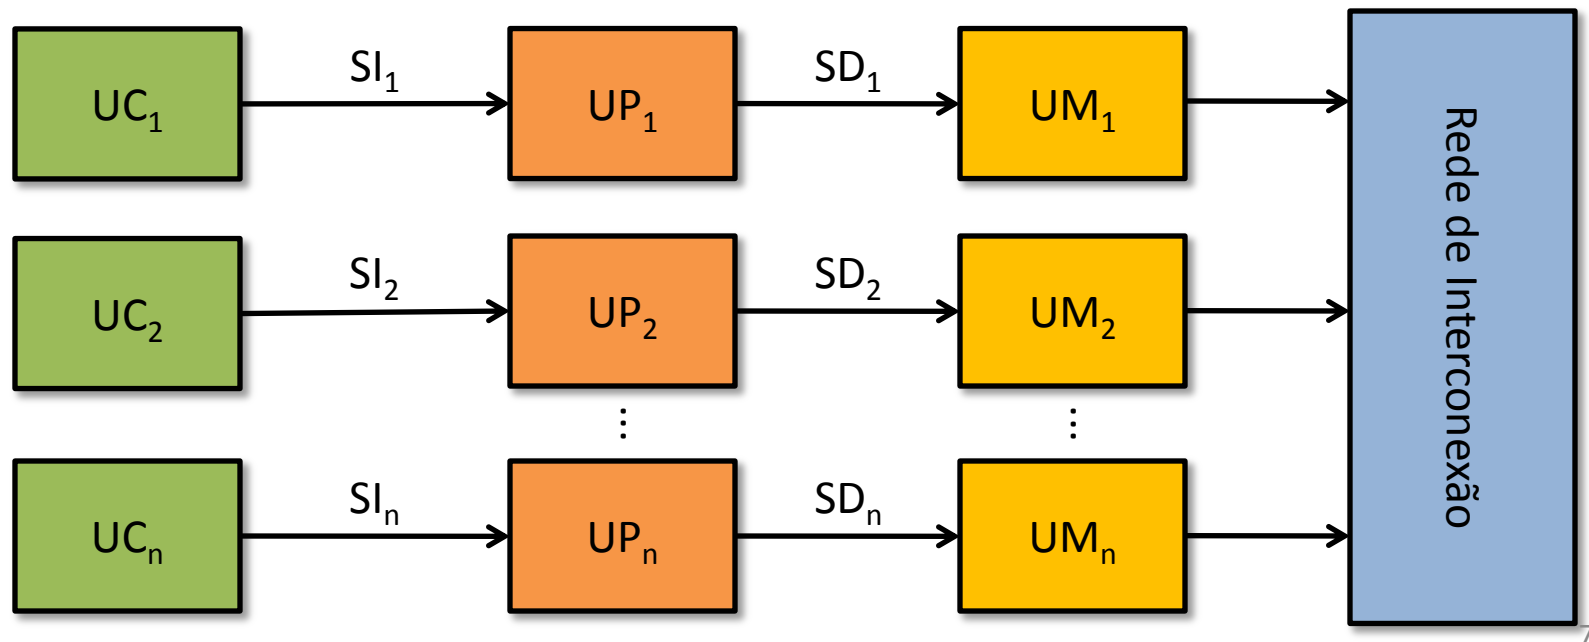 UC₁ SI₁ UP₁ SD₁ UM₁
UC₂ SI₂ UP₂ SD₂ UM₂
⋮ ⋮
UCₙ SIₙ UPₙ SDₙ UMₙ
Rede de Interconexão